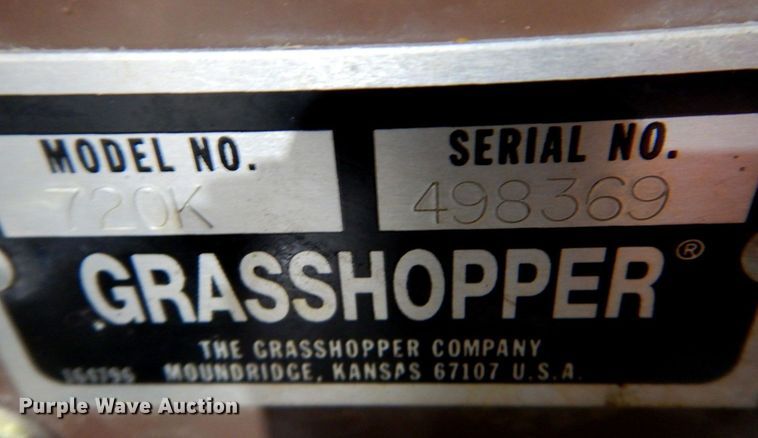 MODEL NO. SERIAL NO.
720K 498369
GRASSHOPPER®
THE GRASSHOPPER COMPANY
MOUNDRIDGE, KANSAS 67107 U.S.A.
Purple Wave Auction